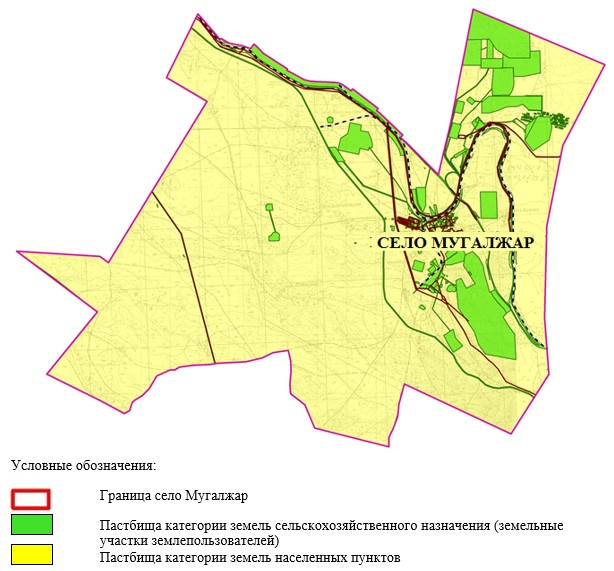 СЕЛО МУГАЛЖАР
Условные обозначения:
Граница село Мугалжар
Пастбища категории земель сельскохозяйственного назначения (земельные
участки землепользователей)
Пастбища категории земель населенных пунктов